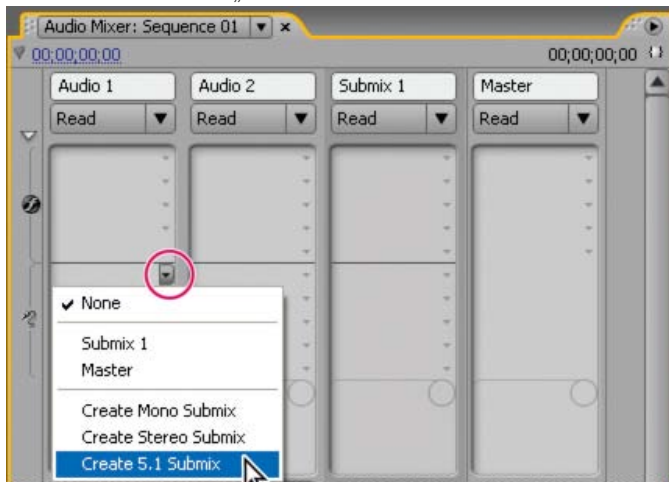 Audio Mixer: Sequence 01
00;00;00;00 00;00;00;00
Audio 1 Audio 2 Submix 1 Master
Read Read Read Read
None
Submix 1
Master
Create Mono Submix
Create Stereo Submix
Create 5.1 Submix